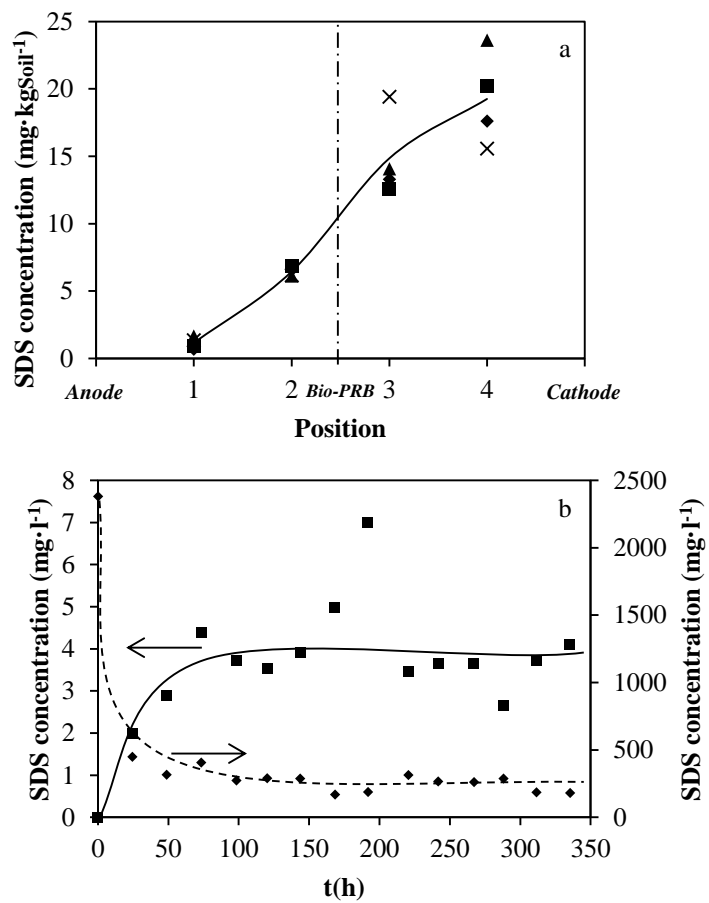 SDS concentration (mg·kgSoil-1)
25
20
15
10
5
0
a
Anode 1 2 Bio-PRB 3 4 Cathode
Position
SDS concentration (mg·l-1)
8
7
6
5
4
3
2
1
0
b
2500
2000
1500
1000
500
0
SDS concentration (mg·l-1)
0 50 100 150 200 250 300 350
t(h)